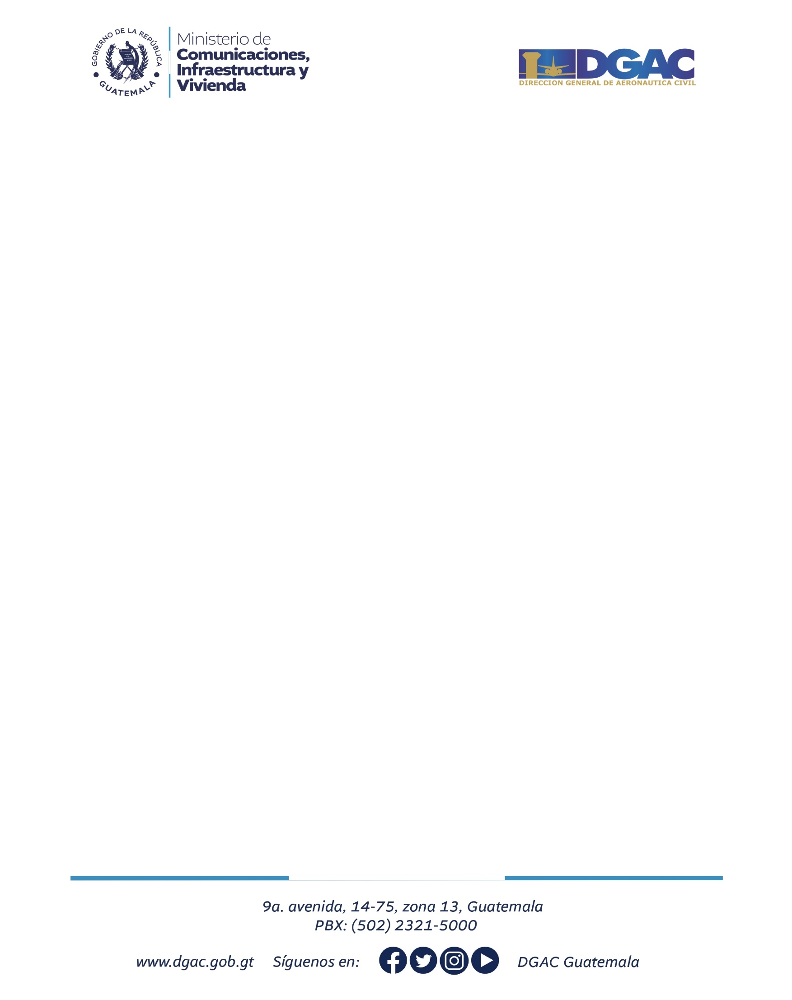 GOBIERNO DE LA REPÚBLICA
GUATEMALA
Ministerio de
Comunicaciones,
Infraestructura y
Vivienda
DGAC
DIRECCION GENERAL DE AERONAUTICA CIVIL
9a. avenida, 14-75, zona 13, Guatemala
PBX: (502) 2321-5000
www.dgac.gob.gt Síguenos en: DGAC Guatemala